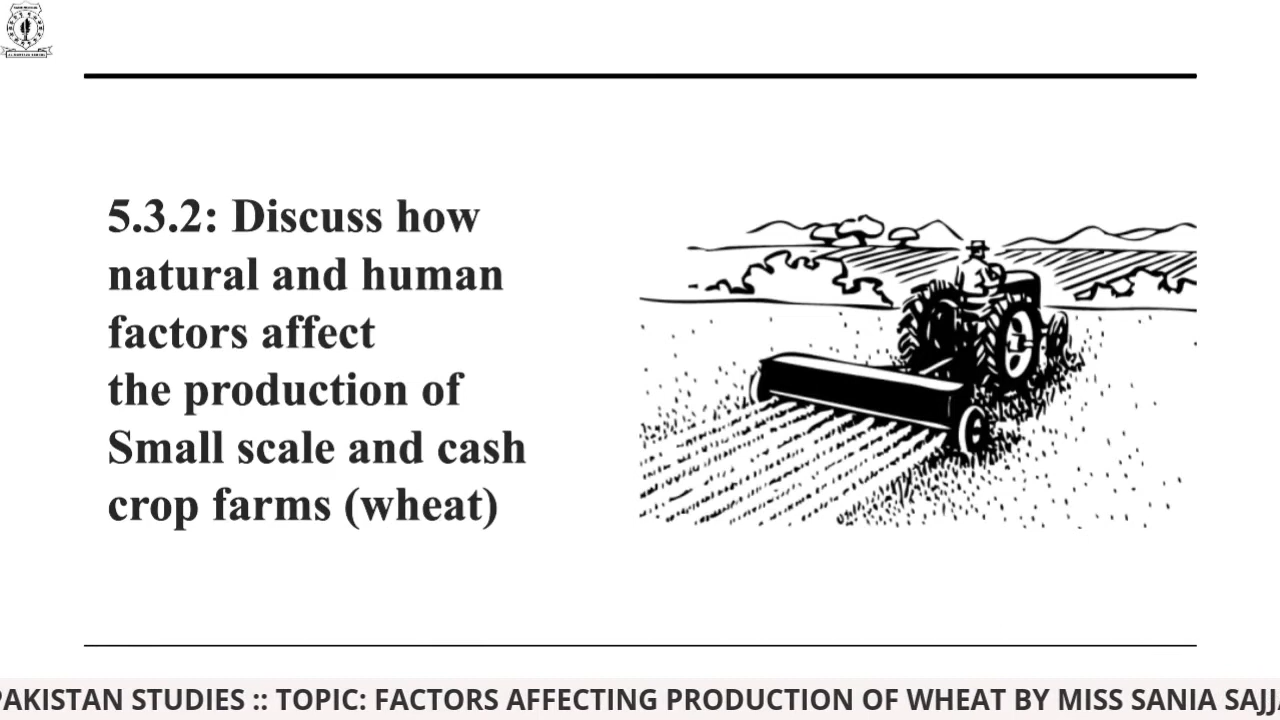 5.3.2: Discuss how
natural and human
factors affect
the production of
Small scale and cash
crop farms (wheat)
PAKISTAN STUDIES :: TOPIC: FACTORS AFFECTING PRODUCTION OF WHEAT BY MISS SANIA